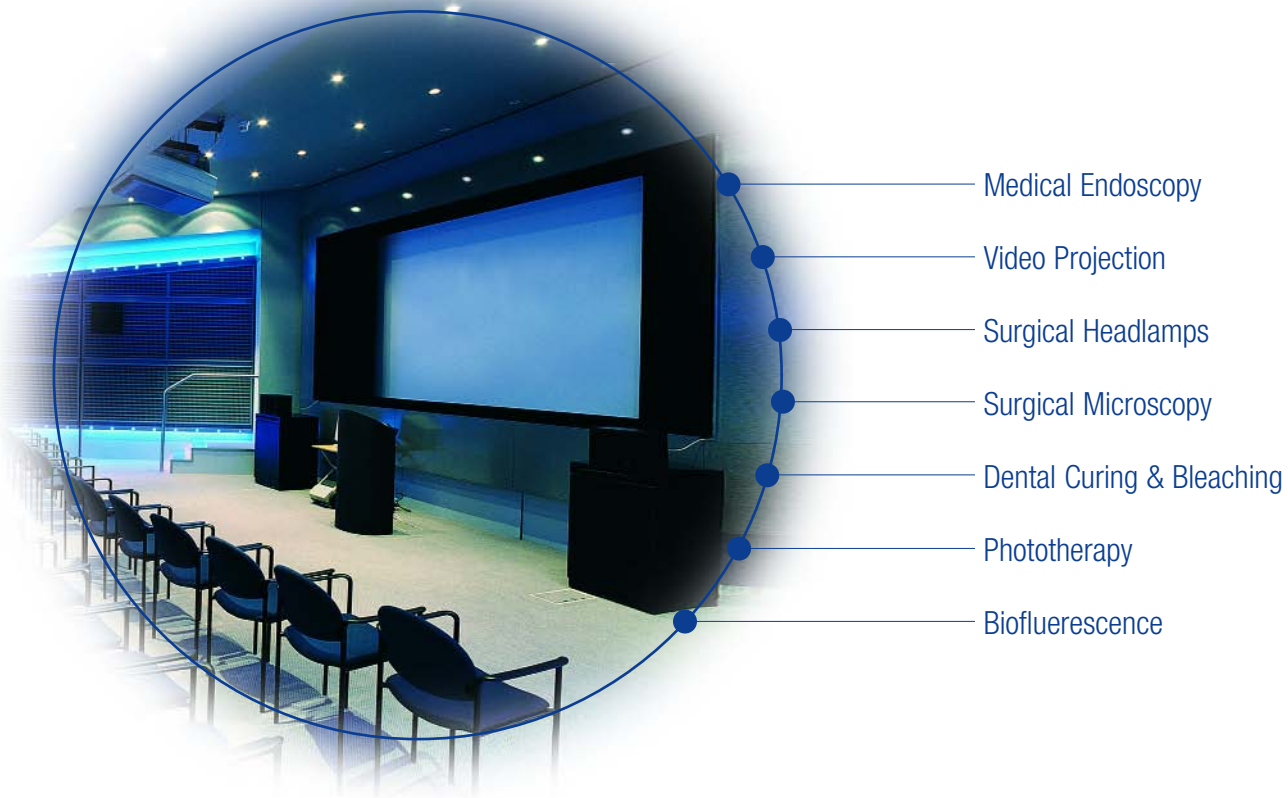 Medical Endoscopy
Video Projection
Surgical Headlamps
Surgical Microscopy
Dental Curing & Bleaching
Phototherapy
Biofluerescence